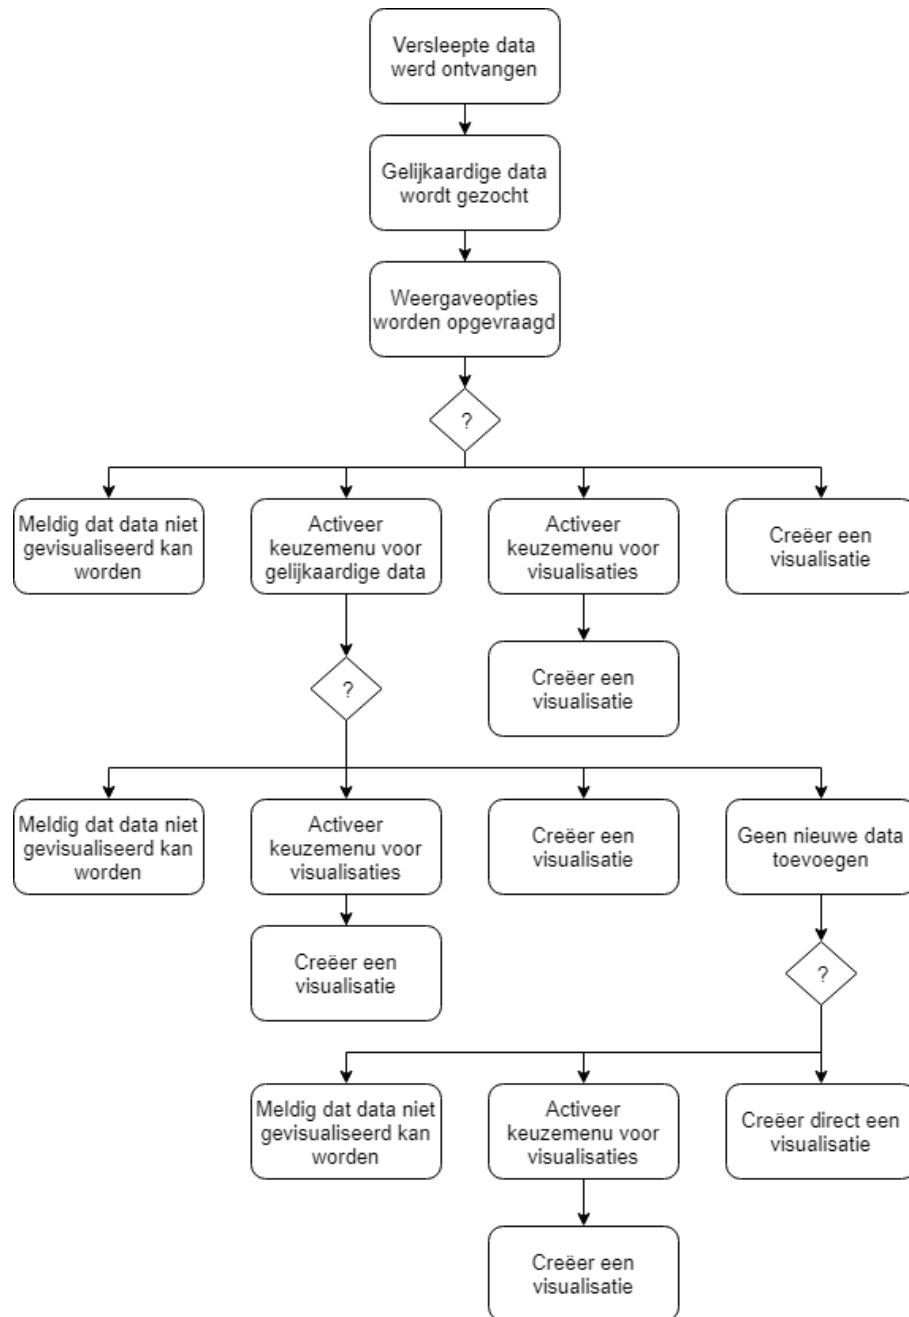 Versleepte data
werd ontvangen
Gelijkaardige data
wordt gezocht
Weergaveopties
worden opgevraagd
?
Meldig dat data niet
gevisualiseerd kan
worden
Activeer
keuzemenu voor
gelijkaardige data
Activeer
keuzemenu voor
visualisaties
Creëer een
visualisatie
Creëer een
visualisatie
?
Meldig dat data niet
gevisualiseerd kan
worden
Activeer
keuzemenu voor
visualisaties
Creëer een
visualisatie
Geen nieuwe data
toevoegen
Creëer een
visualisatie
?
Meldig dat data niet
gevisualiseerd kan
worden
Activeer
keuzemenu voor
visualisaties
Creëer direct een
visualisatie
Creëer een
visualisatie